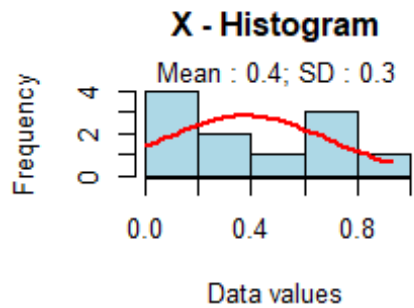 X - Histogram
Mean : 0.4; SD : 0.3
Frequency
4
2
0
0.0 0.4 0.8
Data values